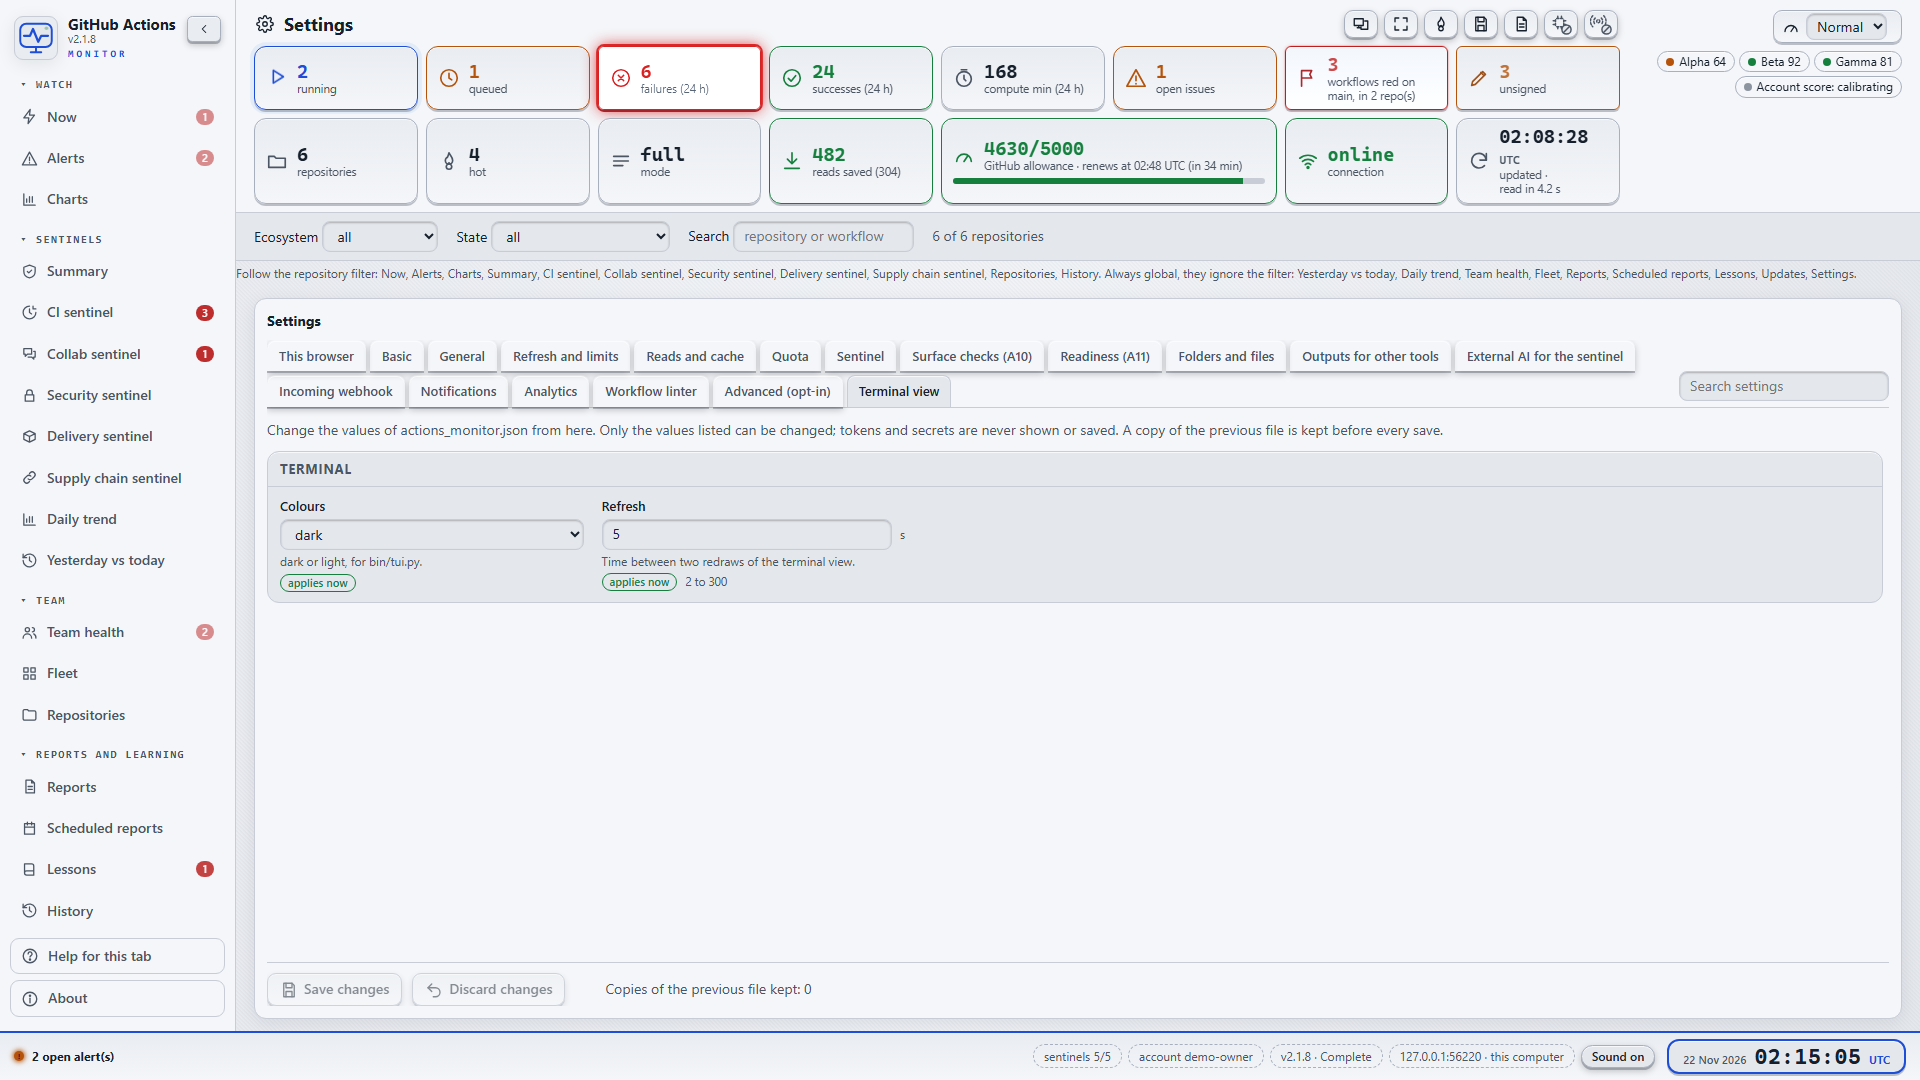 GitHub Actions
v2.1.8
MONITOR
WATCH
Now 1
Alerts 2
Charts
SENTINELS
Summary
CI sentinel 3
Collab sentinel 1
Security sentinel
Delivery sentinel
Supply chain sentinel
Daily trend
Yesterday vs today
TEAM
Team health 2
Fleet
Repositories
REPORTS AND LEARNING
Reports
Scheduled reports
Lessons 1
History
Help for this tab
About
Settings
Normal
Alpha 64 Beta 92 Gamma 81
Account score: calibrating
2
running
1
queued
6
failures (24 h)
24
successes (24 h)
168
compute min (24 h)
1
open issues
3
workflows red on
main, in 2 repo(s)
3
unsigned
6
repositories
4
hot
full
mode
482
reads saved (304)
4630/5000
GitHub allowance · renews at 02:48 UTC (in 34 min)
online
connection
02:08:28
UTC
updated ·
read in 4.2 s
Ecosystem all State all Search repository or workflow 6 of 6 repositories
Follow the repository filter: Now, Alerts, Charts, Summary, CI sentinel, Collab sentinel, Security sentinel, Delivery sentinel, Supply chain sentinel, Repositories, History. Always global, they ignore the filter: Yesterday vs today, Daily trend, Team health, Fleet, Reports, Scheduled reports, Lessons, Updates, Settings.
Settings
This browser Basic General Refresh and limits Reads and cache Quota Sentinel Surface checks (A10) Readiness (A11) Folders and files Outputs for other tools External AI for the sentinel
Incoming webhook Notifications Analytics Workflow linter Advanced (opt-in) Terminal view
Search settings
Change the values of actions_monitor.json from here. Only the values listed can be changed; tokens and secrets are never shown or saved. A copy of the previous file is kept before every save.
TERMINAL
Colours
dark
dark or light, for bin/tui.py.
applies now
Refresh
5 s
Time between two redraws of the terminal view.
applies now 2 to 300
Save changes Discard changes Copies of the previous file kept: 0
2 open alert(s)
sentinels 5/5 account demo-owner v2.1.8 · Complete 127.0.0.1:56220 · this computer Sound on 22 Nov 2026 02:15:05 UTC